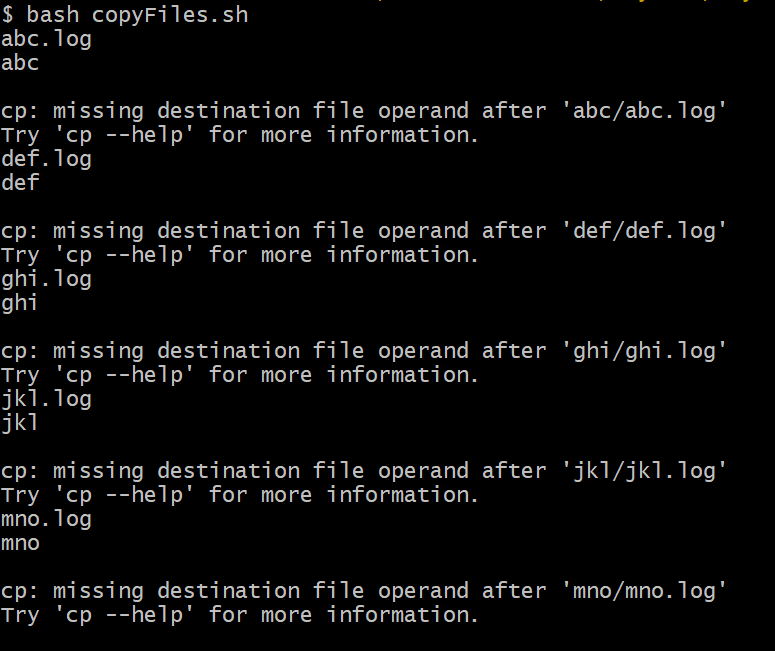 $ bash copyFiles.sh
abc.log
abc
cp: missing destination file operand after 'abc/abc.log'
Try 'cp --help' for more information.
def.log
def
cp: missing destination file operand after 'def/def.log'
Try 'cp --help' for more information.
ghi.log
ghi
cp: missing destination file operand after 'ghi/ghi.log'
Try 'cp --help' for more information.
jkl.log
jkl
cp: missing destination file operand after 'jkl/jkl.log'
Try 'cp --help' for more information.
mno.log
mno
cp: missing destination file operand after 'mno/mno.log'
Try 'cp --help' for more information.